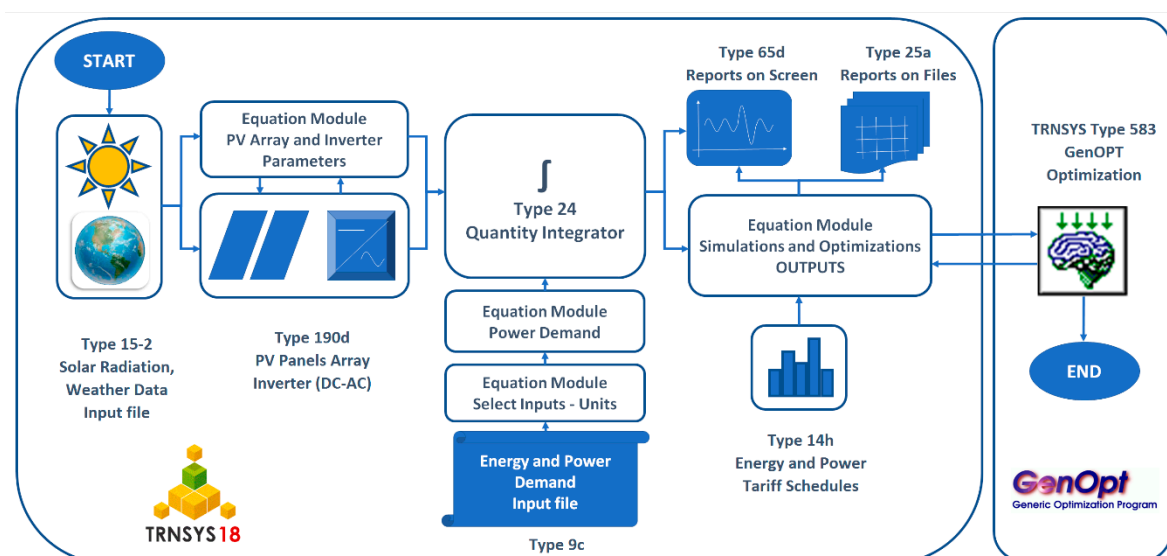 START
Type 15-2
Solar Radiation,
Weather Data
Input file
Equation Module
PV Array and Inverter
Parameters
Type 190d
PV Panels Array
Inverter (DC-AC)
∫
Type 24
Quantity Integrator
Equation Module
Power Demand
Equation Module
Select Inputs - Units
Energy and Power
Demand
Input file
Type 9c
Type 65d
Reports on Screen
Type 25a
Reports on Files
Equation Module
Simulations and Optimizations
OUTPUTS
Type 14h
Energy and Power
Tariff Schedules
TRNSYS 18
TRNSYS Type 583
GenOPT
Optimization
END
GenOpt
Generic Optimization Program